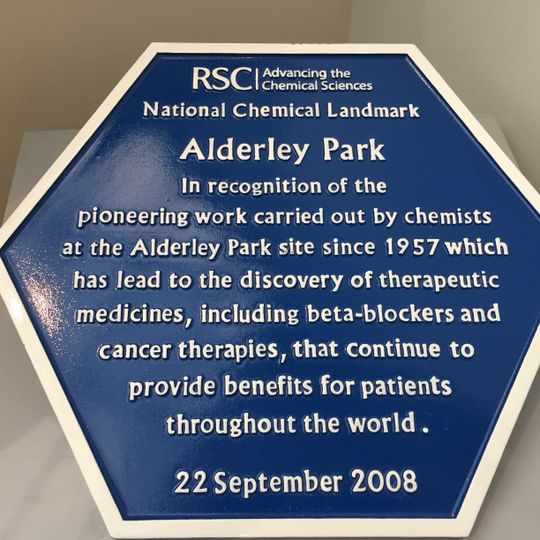 RSC Advancing the
Chemical Sciences
National Chemical Landmark
Alderley Park
In recognition of the
pioneering work carried out by chemists
at the Alderley Park site since 1957 which
has lead to the discovery of therapeutic
medicines, including beta-blockers and
cancer therapies, that continue to
provide benefits for patients
throughout the world.
22 September 2008